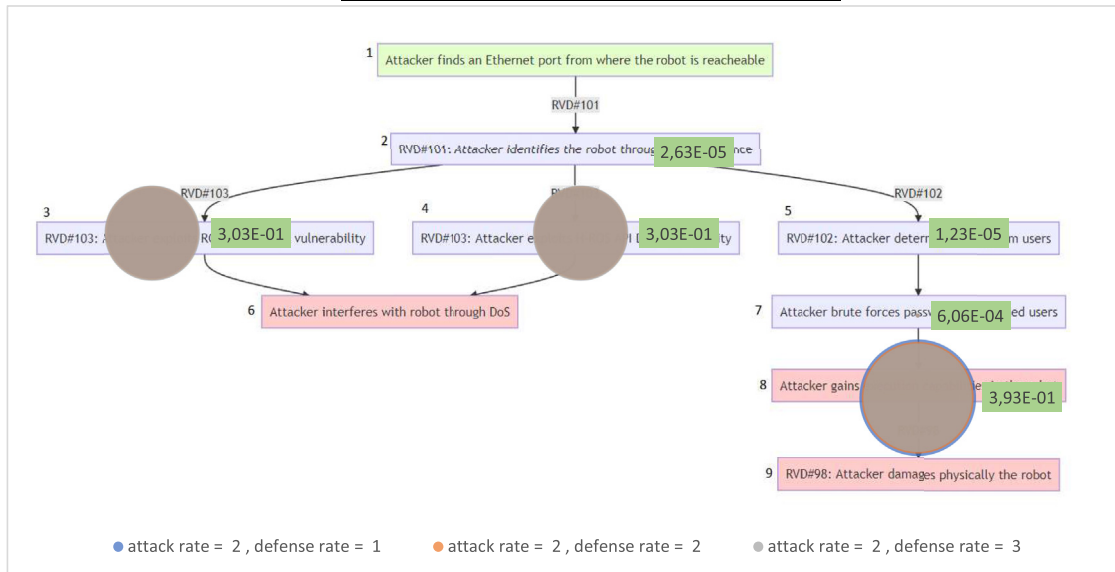 1
Attacker finds an Ethernet port from where the robot is reacheable
RVD#101
2
RVD#101: Attacker identifies the robot throug 2,63E-05 nce
RVD#103
RVD#102
3
4
5
RVD#103: 3,03E-01 vulnerability
RVD#103: Attacker 3,03E-01
RVD#102: Attacker deter 1,23E-05 m users
6
Attacker interferes with robot through DoS
7
Attacker brute forces pass 6,06E-04 ed users
8
Attacker gains 3,93E-01
9
RVD#98: Attacker damages physically the robot
attack rate = 2 , defense rate = 1
attack rate = 2 , defense rate = 2
attack rate = 2 , defense rate = 3